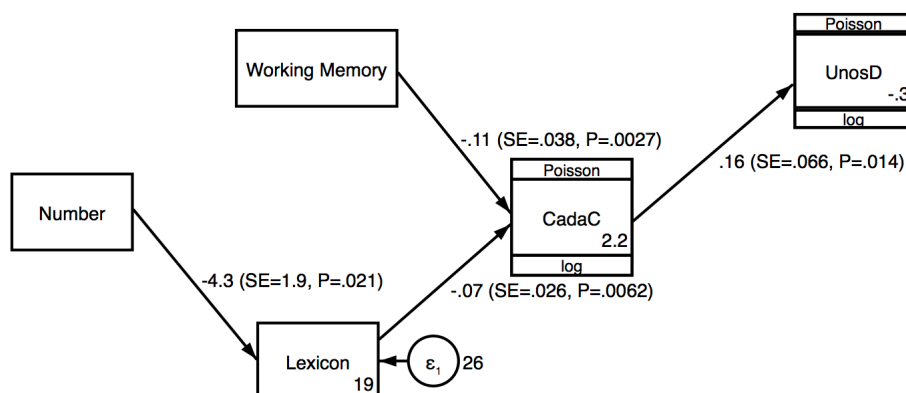 Poisson
UnosD
-.3
log
Working Memory
-.11 (SE=.038, P=.0027)
.16 (SE=.066, P=.014)
Poisson
CadaC
2.2
log
Number
-4.3 (SE=1.9, P=.021)
-.07 (SE=.026, P=.0062)
Lexicon
19
ε1
26